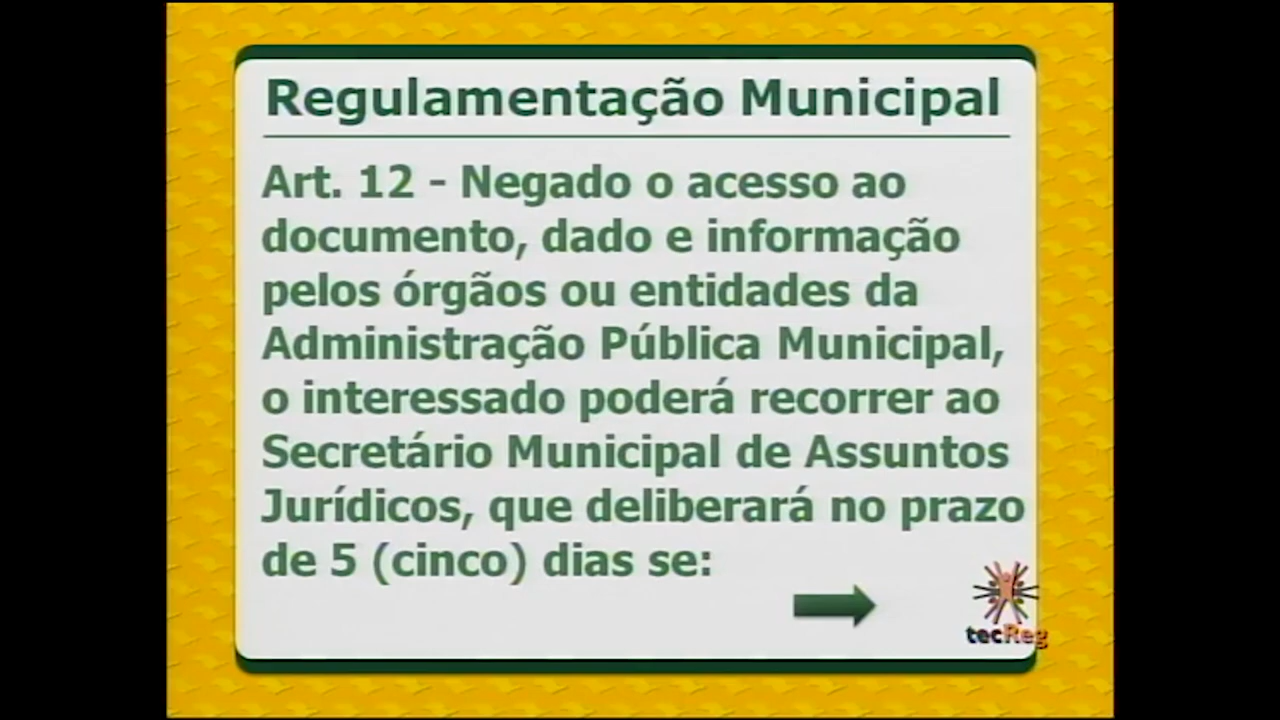 Regulamentação Municipal
Art. 12 - Negado o acesso ao
documento, dado e informação
pelos órgãos ou entidades da
Administração Pública Municipal,
o interessado poderá recorrer ao
Secretário Municipal de Assuntos
Jurídicos, que deliberará no prazo
de 5 (cinco) dias se:
tecReg